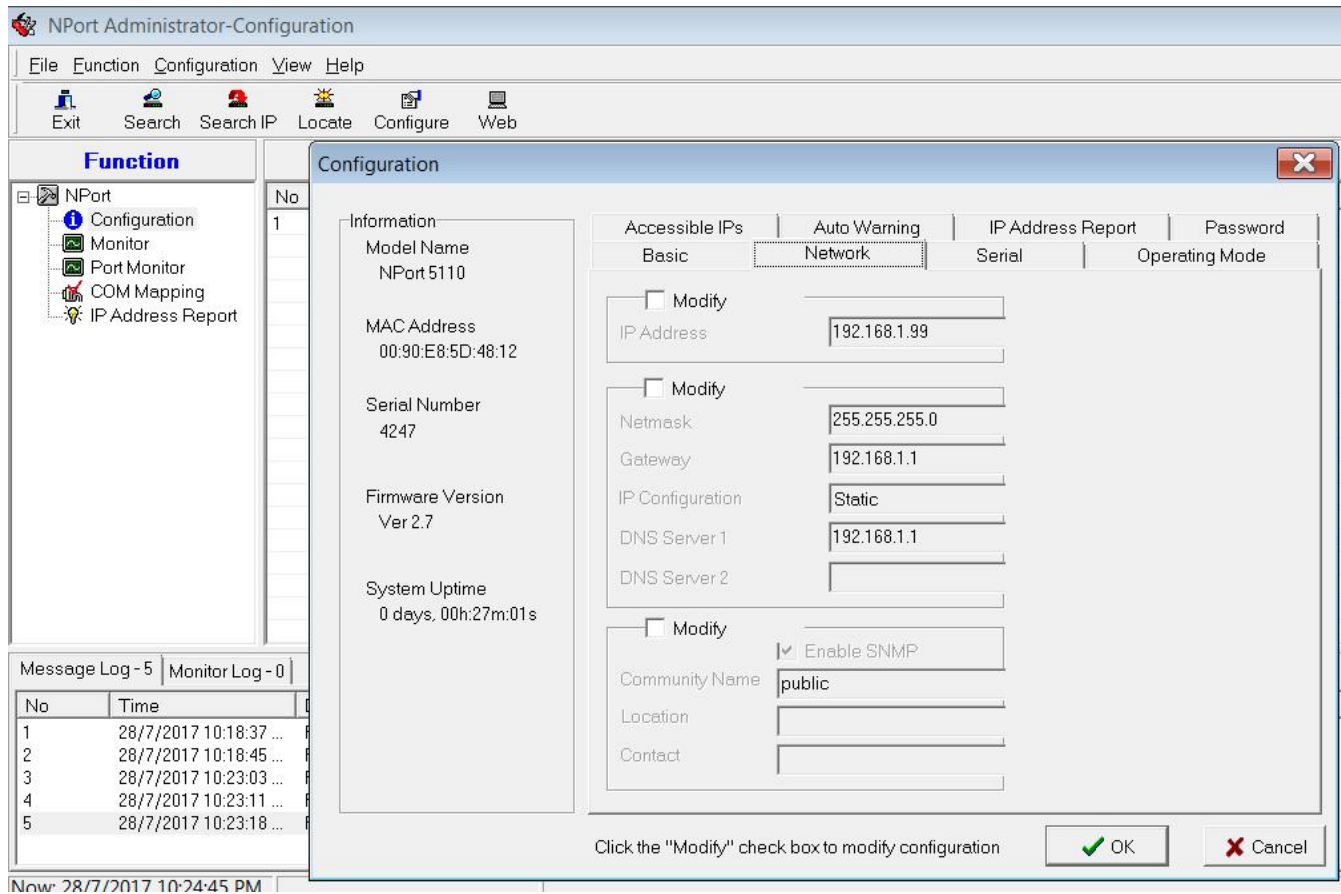 NPort Administrator-Configuration
File Function Configuration View Help
Exit Search Search IP Locate Configure Web
Function
NPort
Configuration
Monitor
Port Monitor
COM Mapping
IP Address Report
No
1
Configuration
Information
Model Name
NPort 5110
MAC Address
00:90:E8:5D:48:12
Serial Number
4247
Firmware Version
Ver 2.7
System Uptime
0 days, 00h:27m:01s
Accessible IPs Auto Warning IP Address Report Password
Basic Network Serial Operating Mode
Modify
IP Address 192.168.1.99
Modify
Netmask 255.255.255.0
Gateway 192.168.1.1
IP Configuration Static
DNS Server 1 192.168.1.1
DNS Server 2
Modify
Enable SNMP
Community Name public
Location
Contact
Click the "Modify" check box to modify configuration OK Cancel
Message Log - 5 Monitor Log - 0
No Time
1 28/7/2017 10:18:37 ...
2 28/7/2017 10:18:45 ...
3 28/7/2017 10:23:03 ...
4 28/7/2017 10:23:11 ...
5 28/7/2017 10:23:18 ...
Now: 28/7/2017 10:24:45 PM